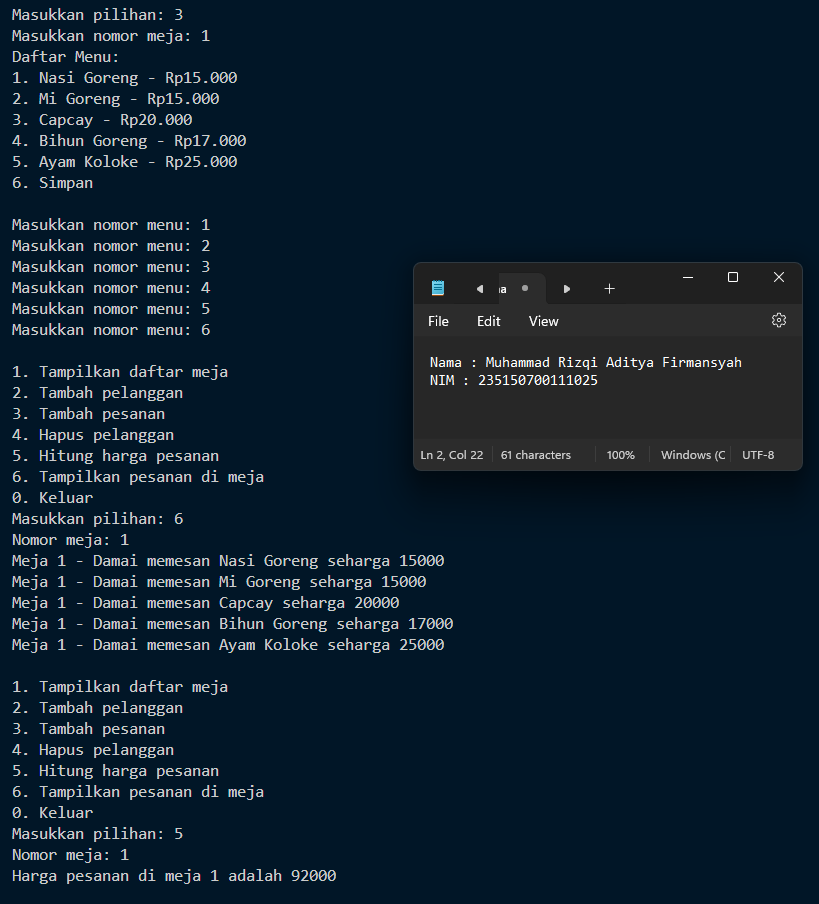 Masukkan pilihan: 3
Masukkan nomor meja: 1
Daftar Menu:
1. Nasi Goreng - Rp15.000
2. Mi Goreng - Rp15.000
3. Capcay - Rp20.000
4. Bihun Goreng - Rp17.000
5. Ayam Koloke - Rp25.000
6. Simpan
Masukkan nomor menu: 1
Masukkan nomor menu: 2
Masukkan nomor menu: 3
Masukkan nomor menu: 4
Masukkan nomor menu: 5
Masukkan nomor menu: 6
1. Tampilkan daftar meja
2. Tambah pelanggan
3. Tambah pesanan
4. Hapus pelanggan
5. Hitung harga pesanan
6. Tampilkan pesanan di meja
0. Keluar
Masukkan pilihan: 6
Nomor meja: 1
Meja 1 - Damai memesan Nasi Goreng seharga 15000
Meja 1 - Damai memesan Mi Goreng seharga 15000
Meja 1 - Damai memesan Capcay seharga 20000
Meja 1 - Damai memesan Bihun Goreng seharga 17000
Meja 1 - Damai memesan Ayam Koloke seharga 25000
1. Tampilkan daftar meja
2. Tambah pelanggan
3. Tambah pesanan
4. Hapus pelanggan
5. Hitung harga pesanan
6. Tampilkan pesanan di meja
0. Keluar
Masukkan pilihan: 5
Nomor meja: 1
Harga pesanan di meja 1 adalah 92000
File Edit View
Nama : Muhammad Rizqi Aditya Firmansyah
NIM : 235150700111025
Ln 2, Col 22 61 characters 100% Windows (C UTF-8